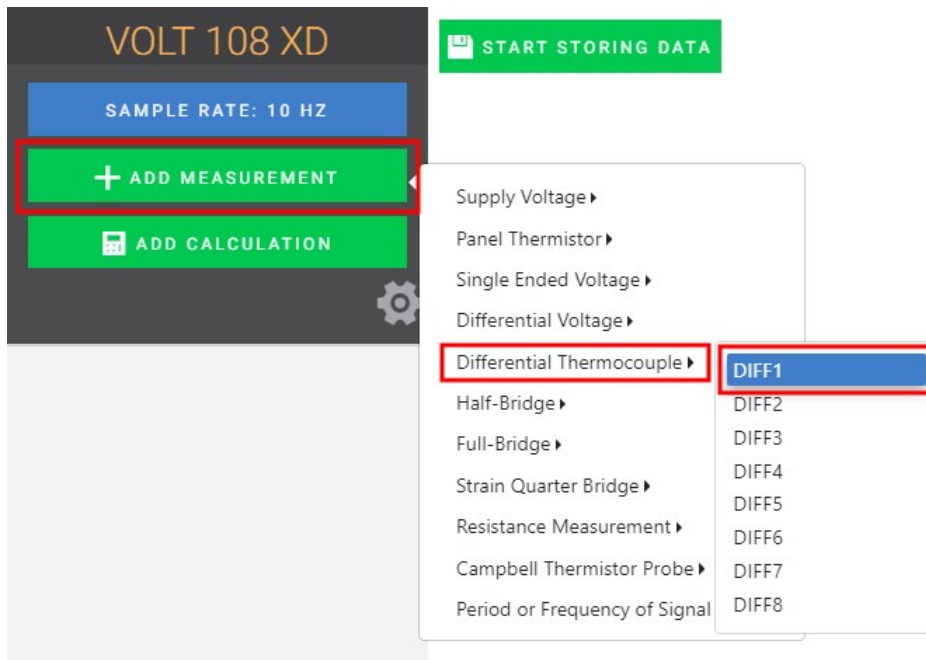 VOLT 108 XD
START STORING DATA
SAMPLE RATE: 10 HZ
ADD MEASUREMENT
ADD CALCULATION
Supply Voltage
Panel Thermistor
Single Ended Voltage
Differential Voltage
Differential Thermocouple
Half-Bridge
Full-Bridge
Strain Quarter Bridge
Resistance Measurement
Campbell Thermistor Probe
Period or Frequency of Signal
DIFF1
DIFF2
DIFF3
DIFF4
DIFF5
DIFF6
DIFF7
DIFF8